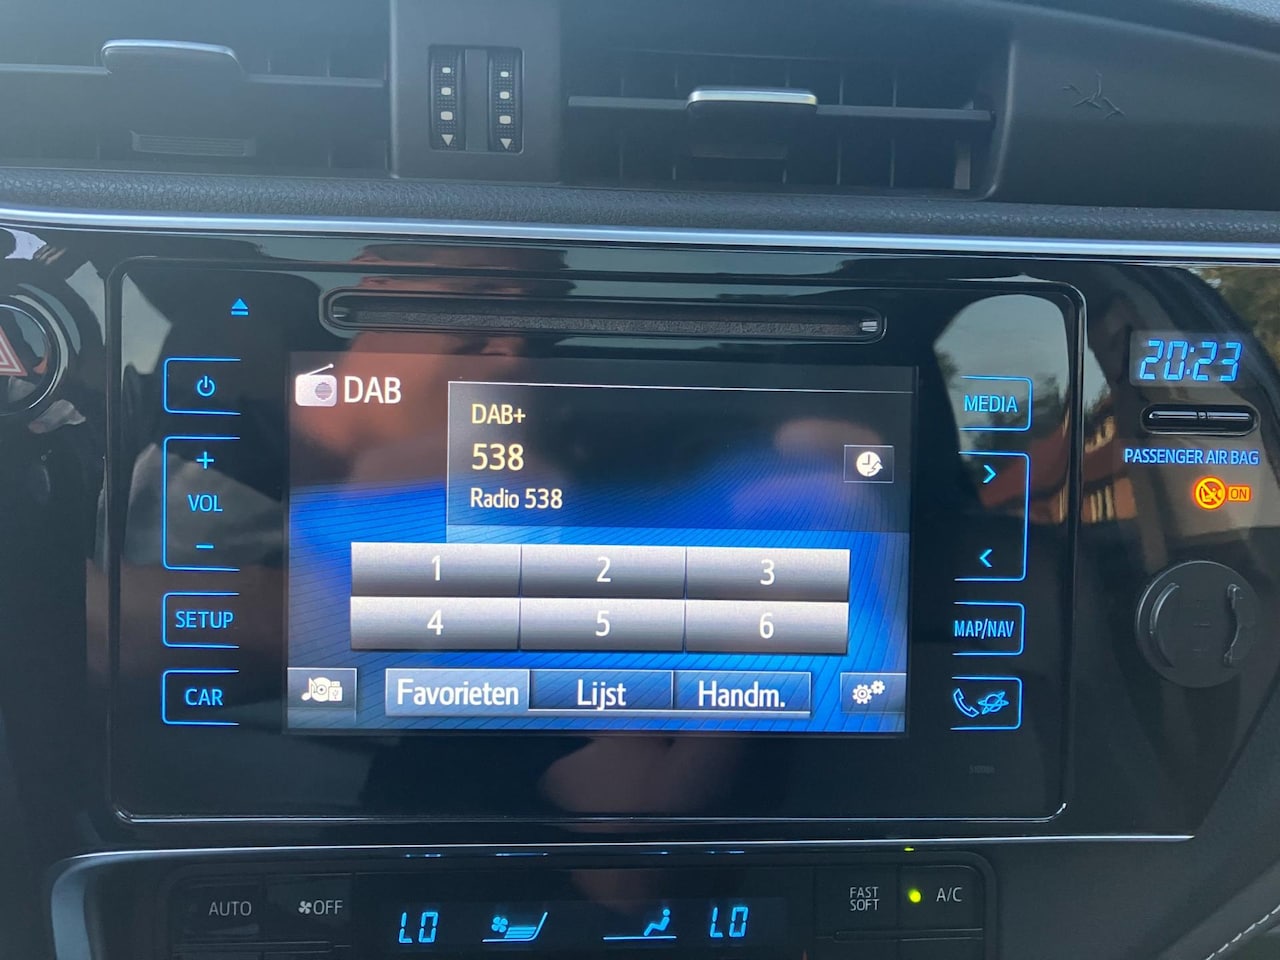 20:23
DAB
DAB+
538
Radio 538
MEDIA
PASSENGER AIR BAG
ON
+
VOL
-
1 2 3
4 5 6
SETUP
MAP/NAV
CAR
Favorieten Lijst Handm.
AUTO
OFF
LO
LO
FAST
SOFT
A/C